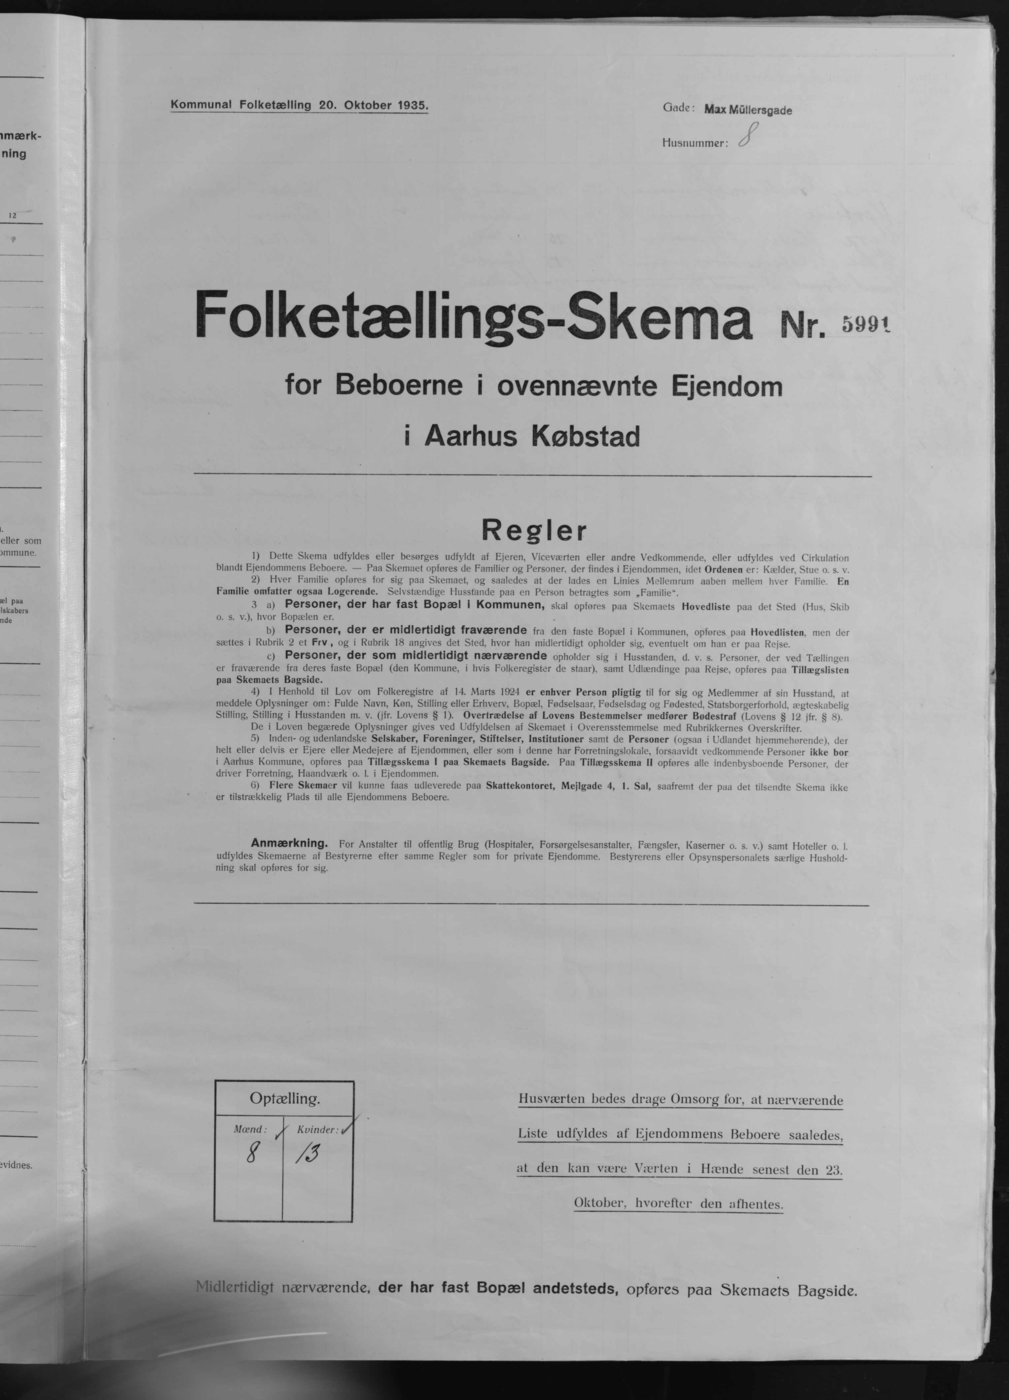 Kommunal Folketælling 20. Oktober 1935.
Gade: Max Müllersgade
Husnummer: 8
nmærk-
ning
12
Folketællings-Skema Nr. 5991
for Beboerne i ovennævnte Ejendom
i Aarhus Købstad
Regler
1) Dette Skema udfyldes eller besørges udfyldt af Ejeren, Viceværten eller andre Vedkommende, eller udfyldes ved Cirkulation
blandt Ejendommens Beboere. — Paa Skemaet opføres de Familier og Personer, der findes i Ejendommen, idet Ordenen er: Kælder, Stue o. s. v.
2) Hver Familie opføres for sig paa Skemaet, og saaledes at der lades en Linies Mellemrum aaben mellem hver Familie. En
Familie omfatter ogsaa Logerende. Selvstændige Husstande paa en Person betragtes som „Familie“.
3 a) Personer, der har fast Bopæl i Kommunen, skal opføres paa Skemaets Hovedliste paa det Sted (Hus, Skib
o. s. v.), hvor Bopælen er.
b) Personer, der er midlertidigt fraværende fra den faste Bopæl i Kommunen, opføres paa Hovedlisten, men der
sættes i Rubrik 2 et Frv., og i Rubrik 18 angives det Sted, hvor han midlertidigt opholder sig, eventuelt om han er paa Rejse.
c) Personer, der som midlertidigt nærværende opholder sig i Husstanden, d. v. s. Personer, der ved Tællingen
er fraværende fra deres faste Bopæl (den Kommune, i hvis Folkeregister de staar), samt Udlændinge paa Rejse, opføres paa Tillægslisten
paa Skemaets Bagside.
4) I Henhold til Lov om Folkeregistre af 14. Marts 1924 er enhver Person pligtig til for sig og Medlemmer af sin Husstand, at
meddele Oplysninger om: Fulde Navn, Køn, Stilling eller Erhverv, Bopæl, Fødselsaar, Fødselsdag og Fødested, Statsborgerforhold, ægteskabelig
Stilling, Stilling i Husstanden m. v. (jfr. Lovens § 1). Overtrædelse af Lovens Bestemmelser medfører Bødestraf (Lovens § 12 jfr. § 8).
De i Loven begærede Oplysninger gives ved Udfyldelsen af Skemaet i Overensstemmelse med Rubrikkernes Overskrifter.
5) Inden- og udenlandske Selskaber, Foreninger, Stiftelser, Institutioner samt de Personer (ogsaa i Udlandet hjemmehørende), der
helt eller delvis er Ejere eller Medejere af Ejendommen, eller som i denne har Forretningslokale, forsaavidt vedkommende Personer ikke bor
i Aarhus Kommune, opføres paa Tillægsskema I paa Skemaets Bagside. Paa Tillægsskema II opføres alle indenbysboende Personer, der
driver Forretning, Haandværk o. l. i Ejendommen.
6) Flere Skemaer vil kunne faas udleverede paa Skattekontoret, Mejlgade 4, 1. Sal, saafremt der paa det tilsendte Skema ikke
er tilstrækkelig Plads til alle Ejendommens Beboere.
Anmærkning. For Anstalter til offentlig Brug (Hospitaler, Forsørgelsesanstalter, Fængsler, Kaserner o. s. v.) samt Hoteller o. l.
udfyldes Skemaerne af Bestyrerne efter samme Regler som for private Ejendomme. Bestyrerens eller Opsynspersonalets særlige Hushold-
ning skal opføres for sig.
eller som
ommune.
æl paa
lskabers
nde
evidnes.
Optælling.
Mænd: Kvinder:
8 13
Husværten bedes drage Omsorg for, at nærværende
Liste udfyldes af Ejendommens Beboere saaledes,
at den kan være Værten i Hænde senest den 23.
Oktober, hvorefter den afhentes.
Midlertidigt nærværende, der har fast Bopæl andetsteds, opføres paa Skemaets Bagside.